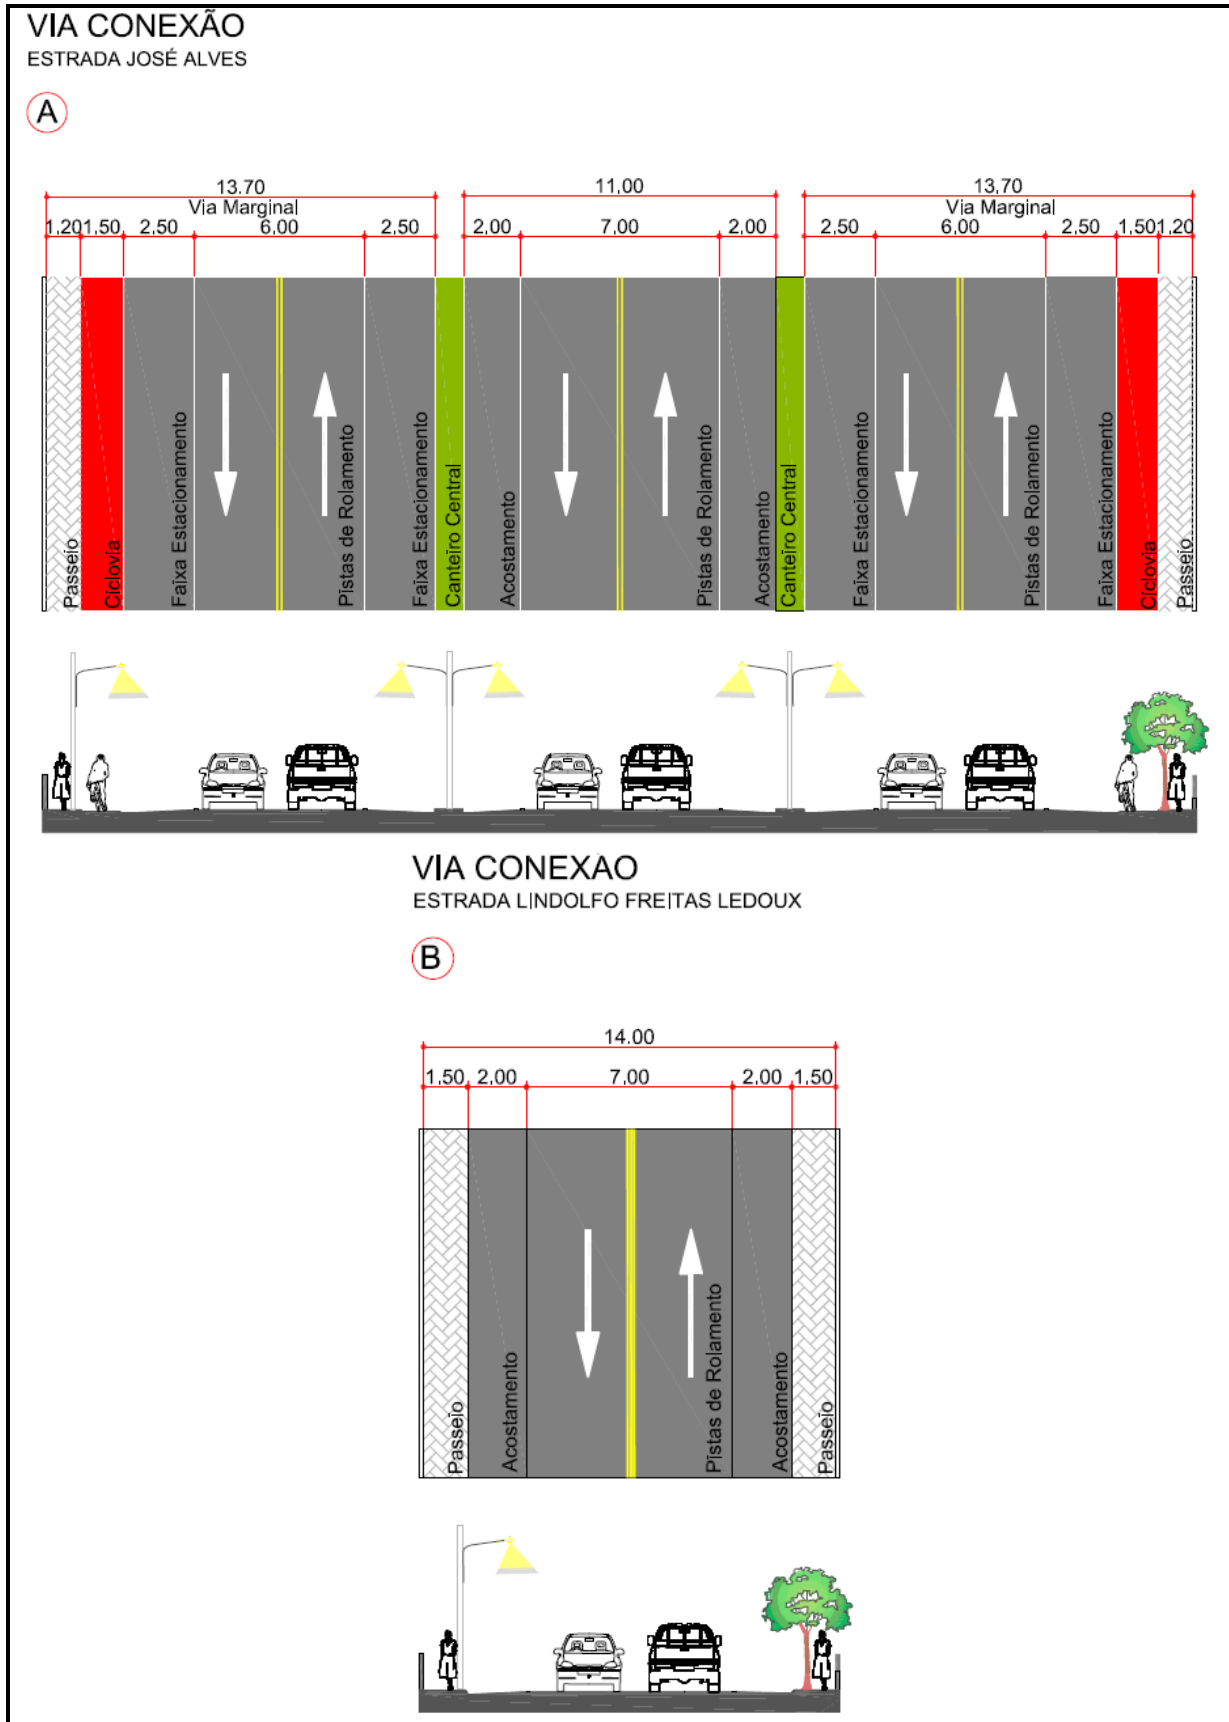 VIA CONEXÃO
ESTRADA JOSÉ ALVES
A
13.70 11,00 13,70
Via Marginal Via Marginal
1,20 1,50 2,50 6,00 2,50 2,00 7,00 2,00 2,50 6,00 2,50 1,50 1,20
Passeio
Ciclovia
Faixa Estacionamento
Pistas de Rolamento
Faixa Estacionamento
Canteiro Central
Acostamento
Pistas de Rolamento
Acostamento
Canteiro Central
Faixa Estacionamento
Pistas de Rolamento
Faixa Estacionamento
Ciclovia
Passeio
VIA CONEXAO
ESTRADA LINDOLFO FREITAS LEDOUX
B
14.00
1,50 2,00 7,00 2,00 1,50
Passeio
Acostamento
Pistas de Rolamento
Acostamento
Passeio